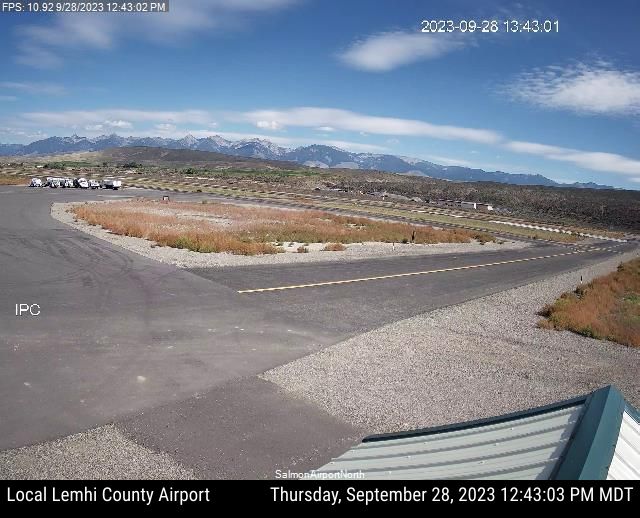 FPS: 10.92 9/28/2023 12:43:02 PM
2023-09-28 13:43:01
IPC
SalmonAirportNorth
Local Lemhi County Airport Thursday, September 28, 2023 12:43:03 PM MDT